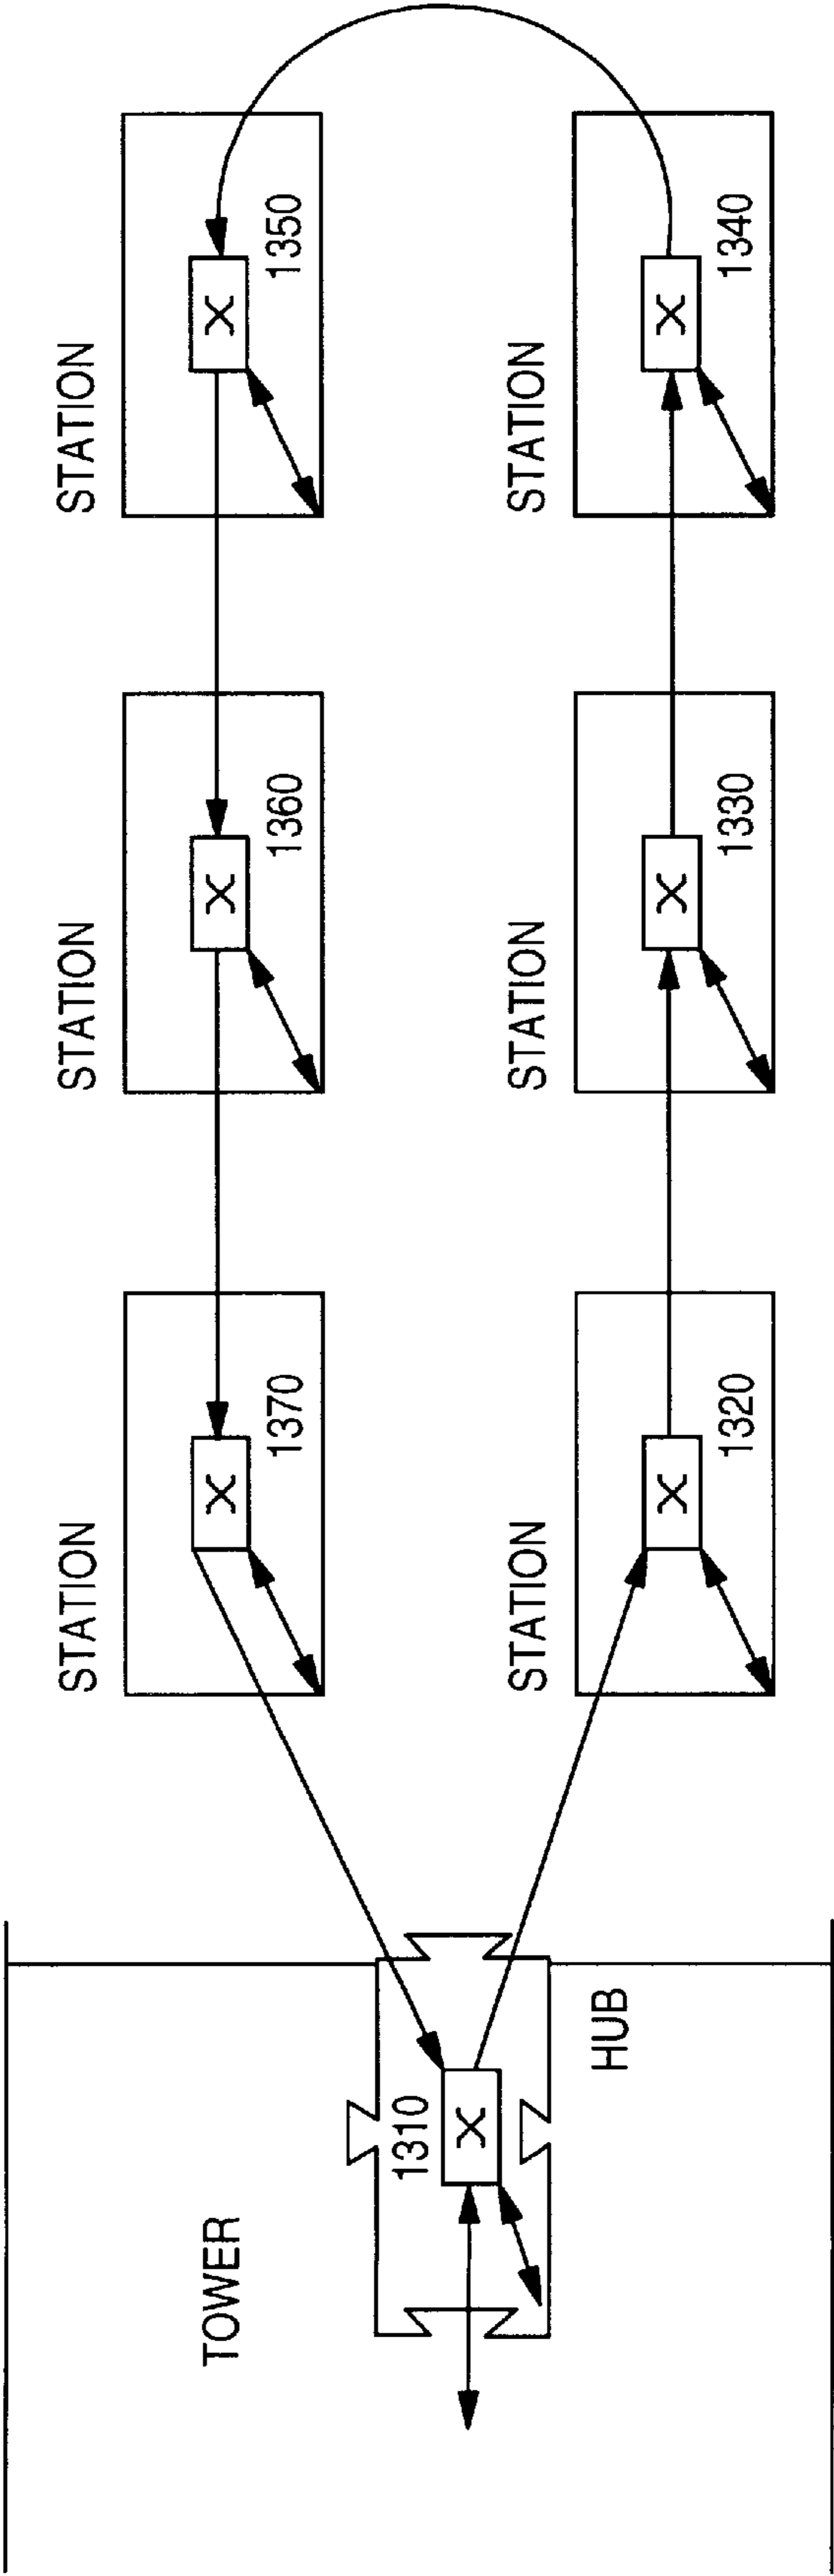 STATION
STATION
STATION
X
1370
X
1360
X
1350
TOWER
1310
X
HUB
STATION
STATION
STATION
X
1320
X
1330
X
1340